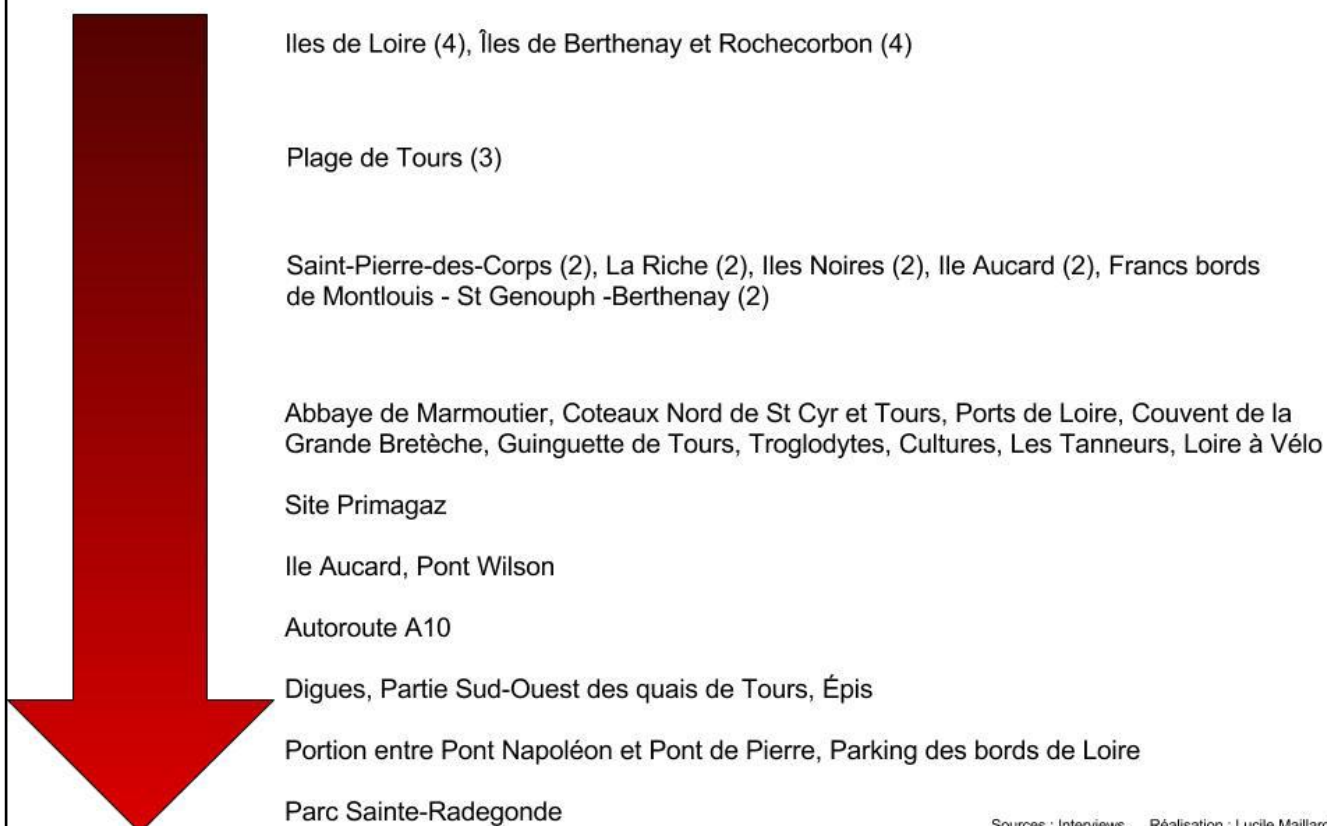 Iles de Loire (4), Îles de Berthenay et Rochecorbon (4)
Plage de Tours (3)
Saint-Pierre-des-Corps (2), La Riche (2), Iles Noires (2), Ile Aucard (2), Francs bords
de Montlouis - St Genouph -Berthenay (2)
Abbaye de Marmoutier, Coteaux Nord de St Cyr et Tours, Ports de Loire, Couvent de la
Grande Bretèche, Guinguette de Tours, Troglodytes, Cultures, Les Tanneurs, Loire à Vélo
Site Primagaz
Ile Aucard, Pont Wilson
Autoroute A10
Digues, Partie Sud-Ouest des quais de Tours, Épis
Portion entre Pont Napoléon et Pont de Pierre, Parking des bords de Loire
Parc Sainte-Radegonde
Sources : Interviews Réalisation : Lucile Maillard